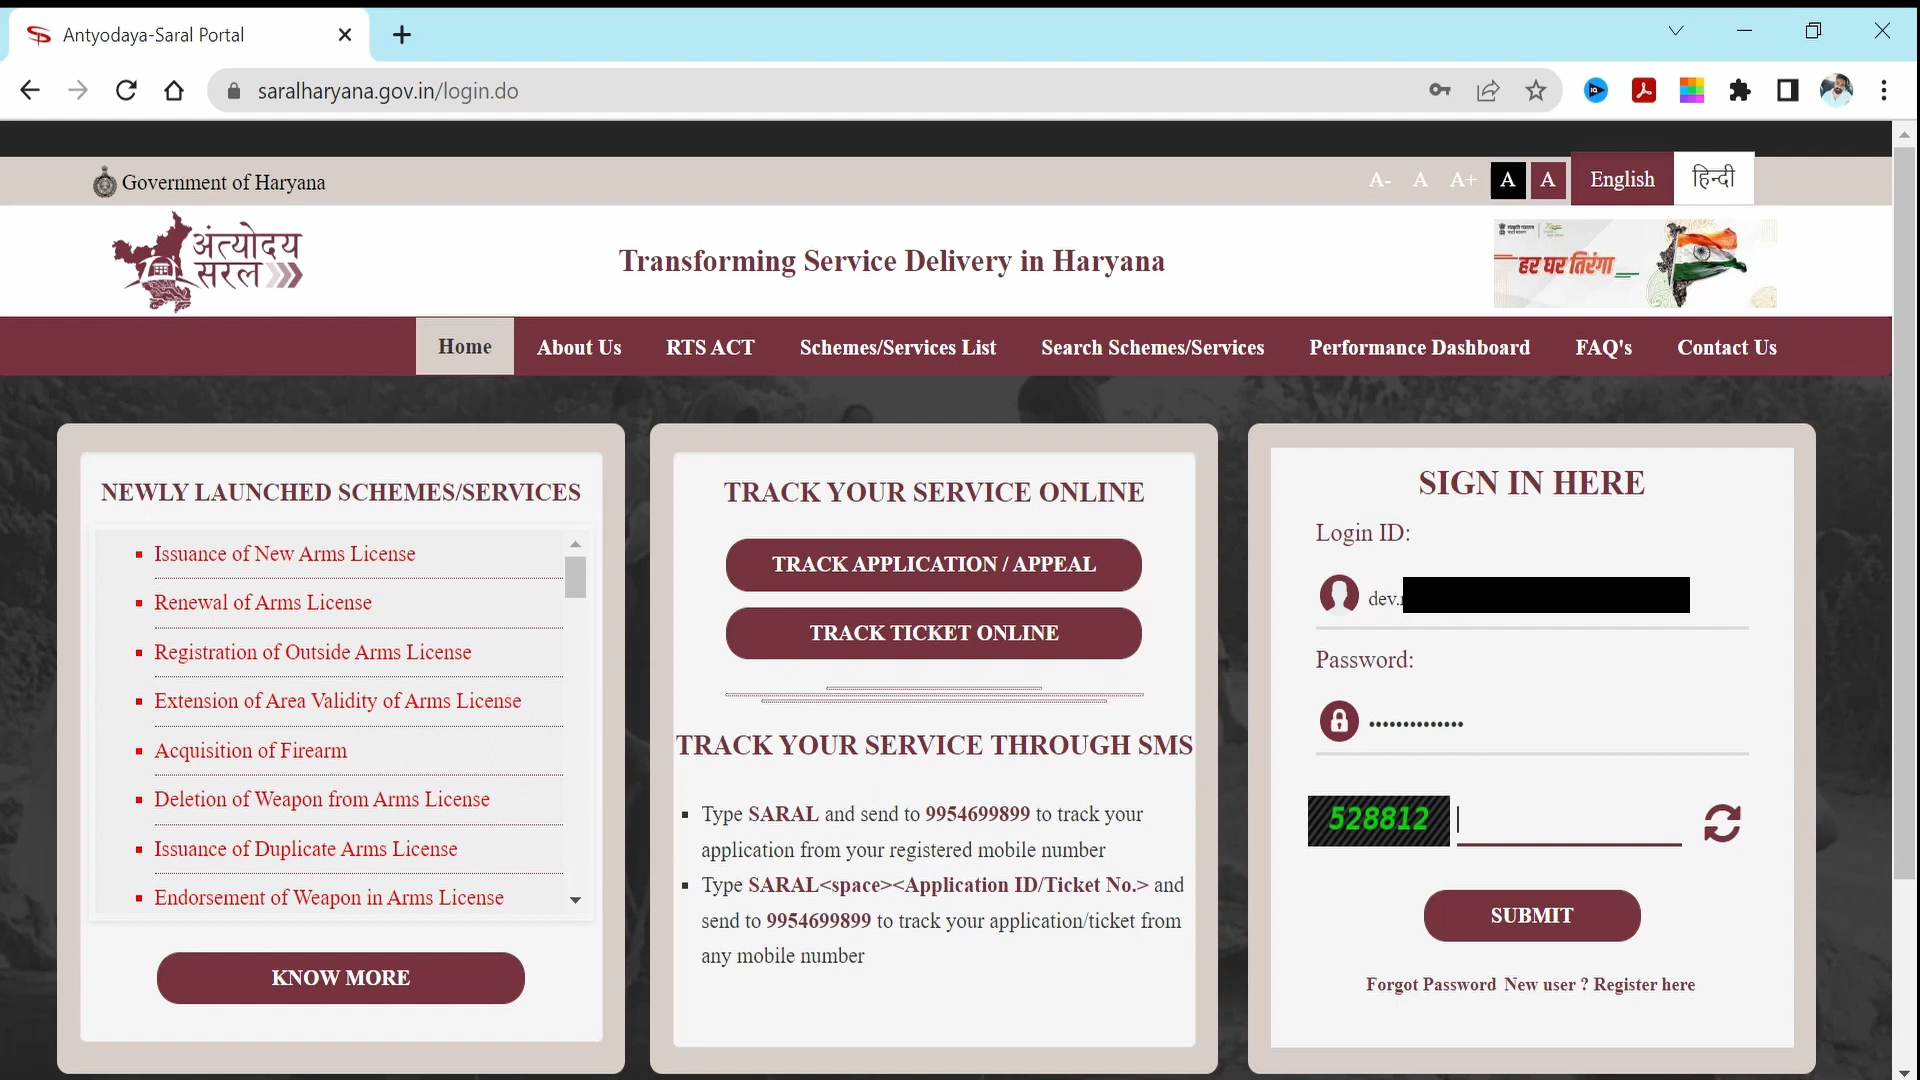 Antyodaya-Saral Portal
saralharyana.gov.in/login.do
Government of Haryana
A- A A+ A A English हिन्दी
अंत्योदय
सरल
Transforming Service Delivery in Haryana
हर घर तिरंगा
Home About Us RTS ACT Schemes/Services List Search Schemes/Services Performance Dashboard FAQ's Contact Us
NEWLY LAUNCHED SCHEMES/SERVICES
Issuance of New Arms License
Renewal of Arms License
Registration of Outside Arms License
Extension of Area Validity of Arms License
Acquisition of Firearm
Deletion of Weapon from Arms License
Issuance of Duplicate Arms License
Endorsement of Weapon in Arms License
KNOW MORE
TRACK YOUR SERVICE ONLINE
TRACK APPLICATION / APPEAL
TRACK TICKET ONLINE
TRACK YOUR SERVICE THROUGH SMS
Type SARAL and send to 9954699899 to track your
application from your registered mobile number
Type SARAL<space><Application ID/Ticket No.> and
send to 9954699899 to track your application/ticket from
any mobile number
SIGN IN HERE
Login ID:
dev.
Password:
••••••••••••••
528812
SUBMIT
Forgot Password New user ? Register here